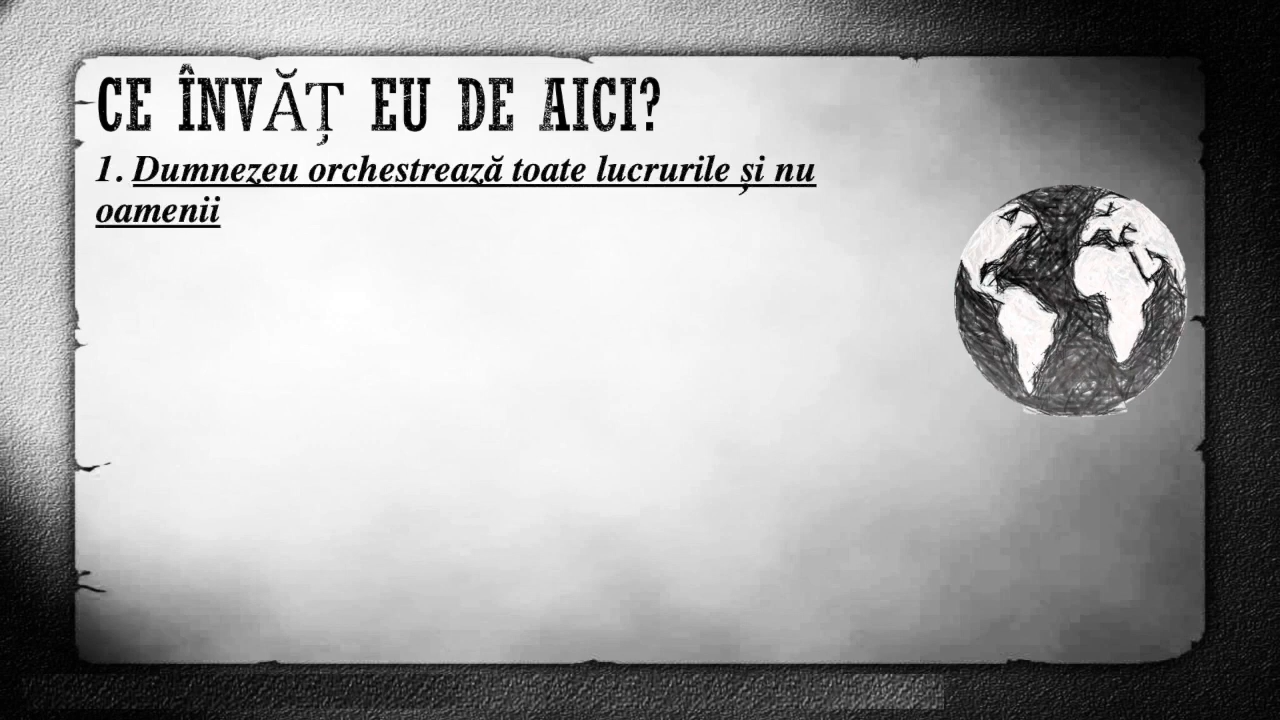 CE ÎNVĂȚ EU DE AICI?
1. Dumnezeu orchestrează toate lucrurile și nu
oamenii